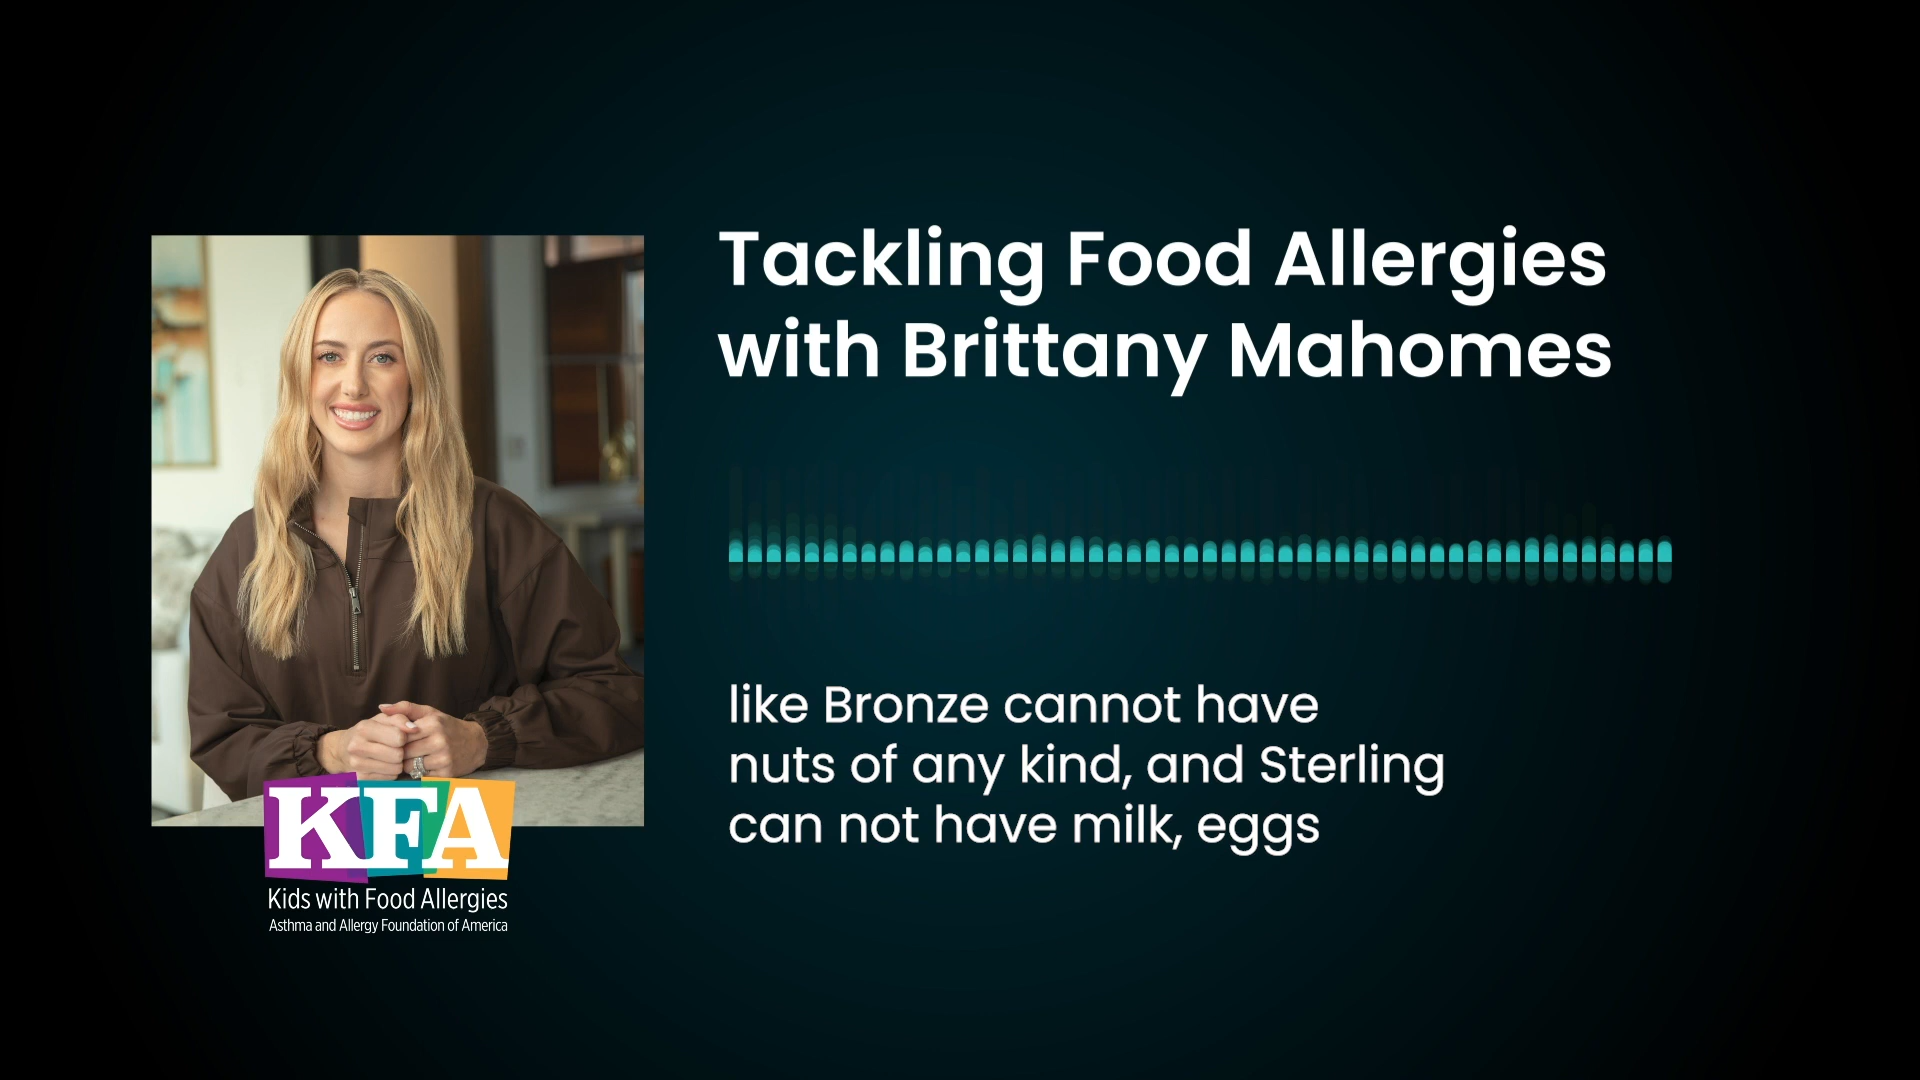 Tackling Food Allergies
with Brittany Mahomes
like Bronze cannot have
nuts of any kind, and Sterling
can not have milk, eggs
KFA
Kids with Food Allergies
Asthma and Allergy Foundation of America